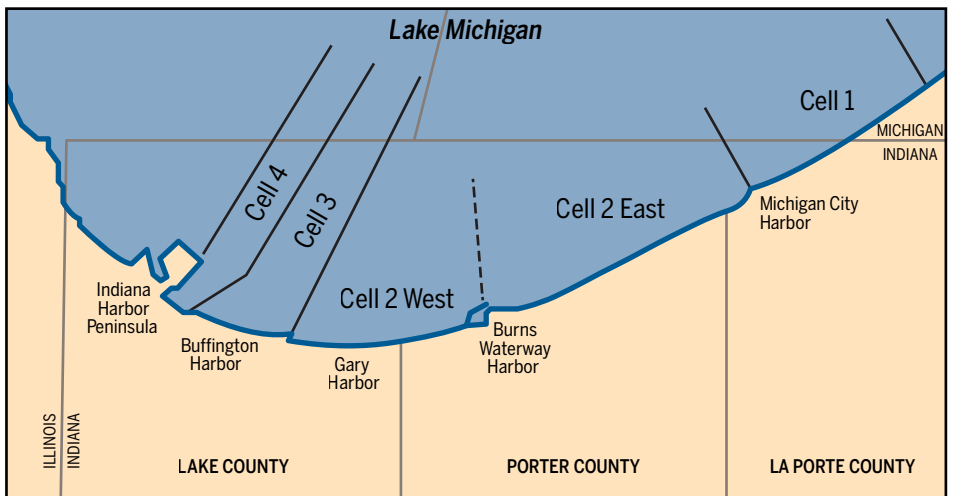 Lake Michigan
Cell 1
MICHIGAN
INDIANA
Cell 4
Cell 3
Cell 2 East
Michigan City
Harbor
Cell 2 West
Indiana
Harbor
Peninsula
Buffington
Harbor
Gary
Harbor
Burns
Waterway
Harbor
ILLINOIS
INDIANA
LAKE COUNTY
PORTER COUNTY
LA PORTE COUNTY